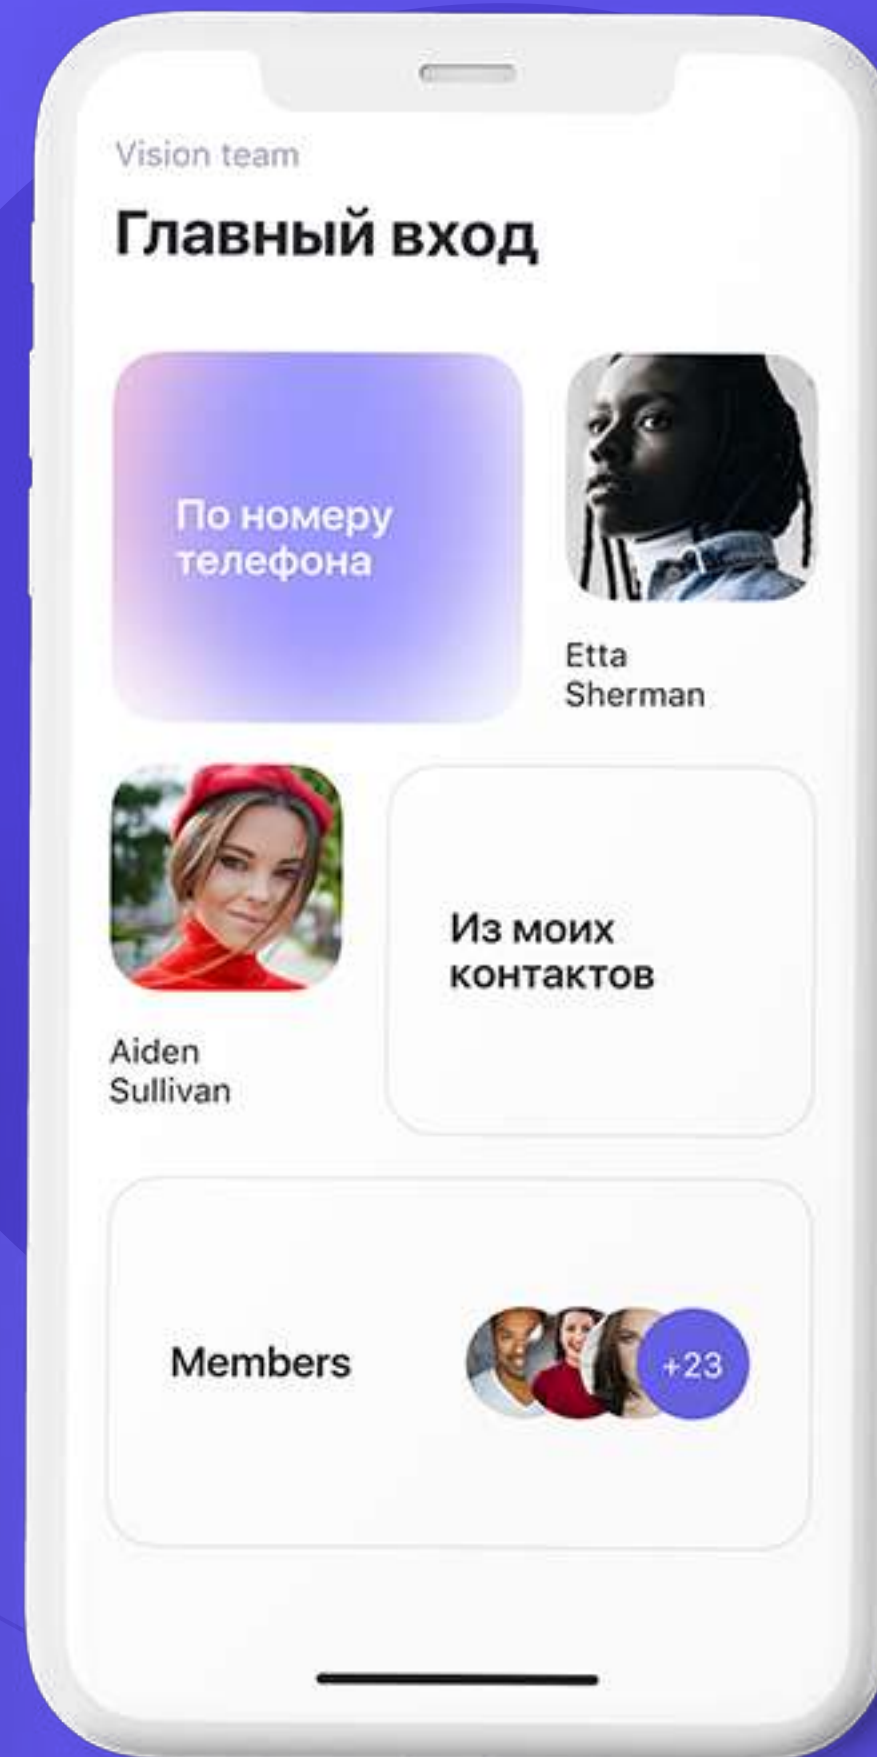 Vision team
Главный вход
По номеру
телефона
Etta
Sherman
Aiden
Sullivan
Из моих
контактов
Members
+23